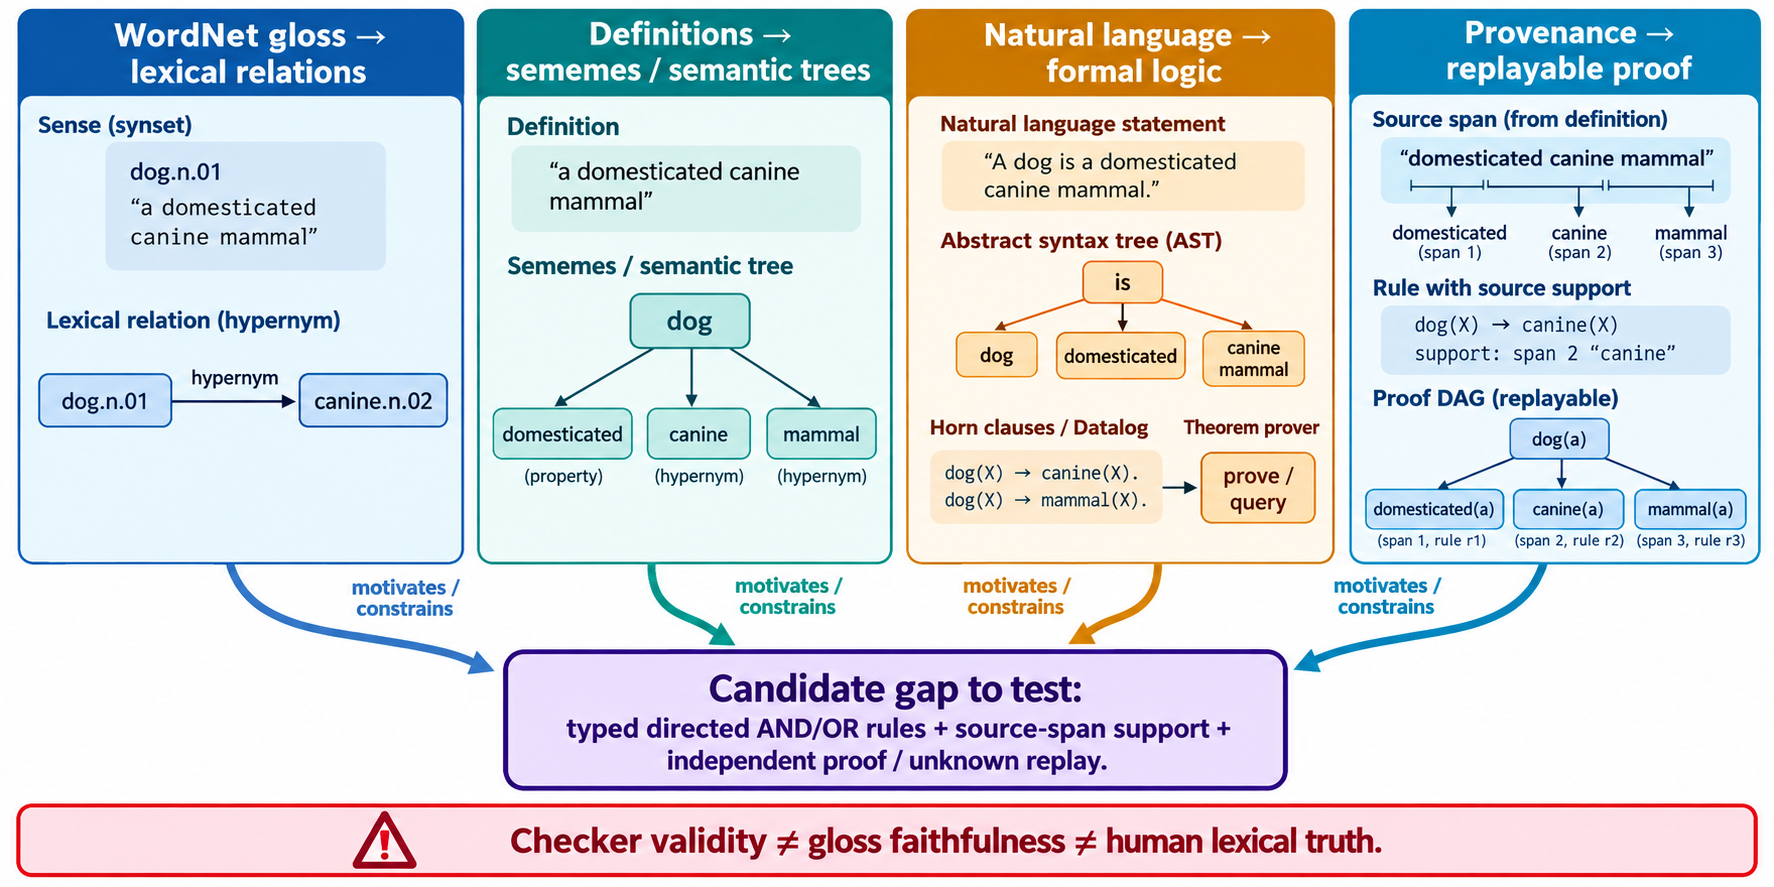 WordNet gloss →
lexical relations
Sense (synset)
dog.n.01
“a domesticated
canine mammal”
Lexical relation (hypernym)
dog.n.01
hypernym
canine.n.02
motivates /
constrains
Definitions →
sememes / semantic trees
Definition
“a domesticated canine
mammal”
Sememes / semantic tree
dog
domesticated
canine
mammal
(property)
(hypernym)
(hypernym)
motivates /
constrains
Natural language →
formal logic
Natural language statement
“A dog is a domesticated
canine mammal.”
Abstract syntax tree (AST)
is
dog
domesticated
canine
mammal
Horn clauses / Datalog
dog(X) → canine(X).
dog(X) → mammal(X).
Theorem prover
prove /
query
motivates /
constrains
Provenance →
replayable proof
Source span (from definition)
“domesticated canine mammal”
domesticated
(span 1)
canine
(span 2)
mammal
(span 3)
Rule with source support
dog(X) → canine(X)
support: span 2 “canine”
Proof DAG (replayable)
dog(a)
domesticated(a)
canine(a)
mammal(a)
(span 1, rule r1)
(span 2, rule r2)
(span 3, rule r3)
motivates /
constrains
Candidate gap to test:
typed directed AND/OR rules + source-span support +
independent proof / unknown replay.
Checker validity ≠ gloss faithfulness ≠ human lexical truth.